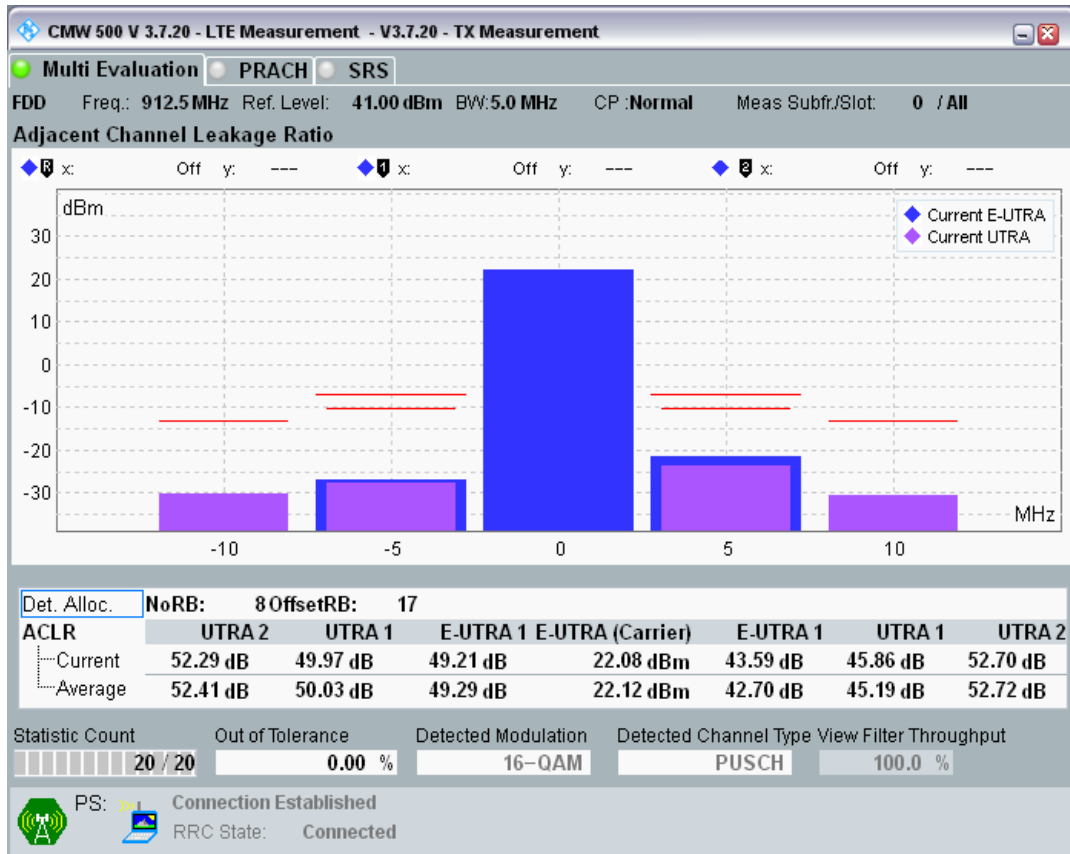 CMW 500 V 3.7.20 - LTE Measurement - V3.7.20 - TX Measurement
Multi Evaluation PRACH SRS
FDD Freq.: 912.5 MHz Ref. Level: 41.00 dBm BW: 5.0 MHz CP :Normal Meas Subfr./Slot: 0 / All
Adjacent Channel Leakage Ratio
R x: Off y: --- 1 x: Off y: --- 2 x: Off y: ---
dBm
Current E-UTRA
Current UTRA
30
20
10
0
-10
-20
-30
MHz
-10 -5 0 5 10
Det. Alloc. NoRB: 8 OffsetRB: 17
ACLR UTRA 2 UTRA 1 E-UTRA 1 E-UTRA (Carrier) E-UTRA 1 UTRA 1 UTRA 2
Current 52.29 dB 49.97 dB 49.21 dB 22.08 dBm 43.59 dB 45.86 dB 52.70 dB
Average 52.41 dB 50.03 dB 49.29 dB 22.12 dBm 42.70 dB 45.19 dB 52.72 dB
Statistic Count Out of Tolerance Detected Modulation Detected Channel Type View Filter Throughput
20 / 20 0.00 % 16-QAM PUSCH 100.0 %
PS: Connection Established
RRC State: Connected